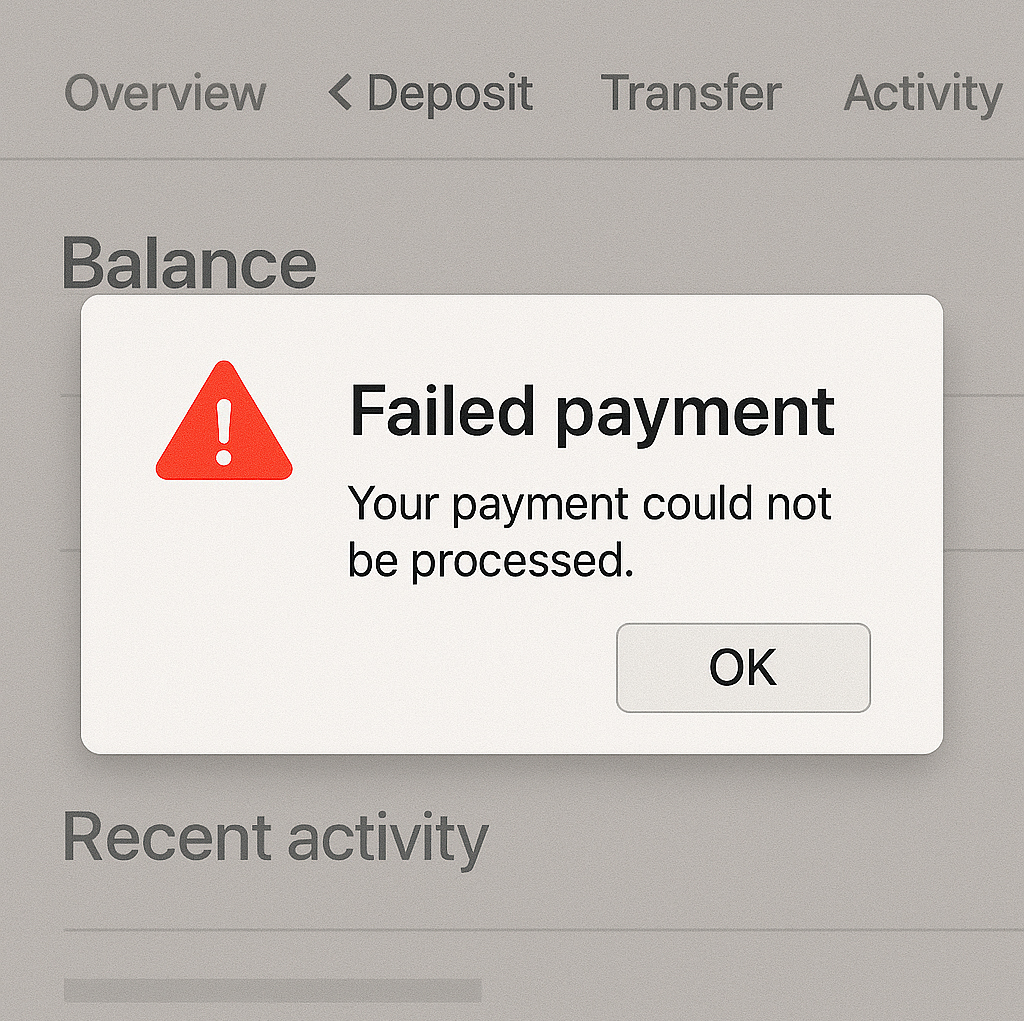 Overview < Deposit Transfer Activity
Balance
Failed payment
Your payment could not
be processed.
OK
Recent activity